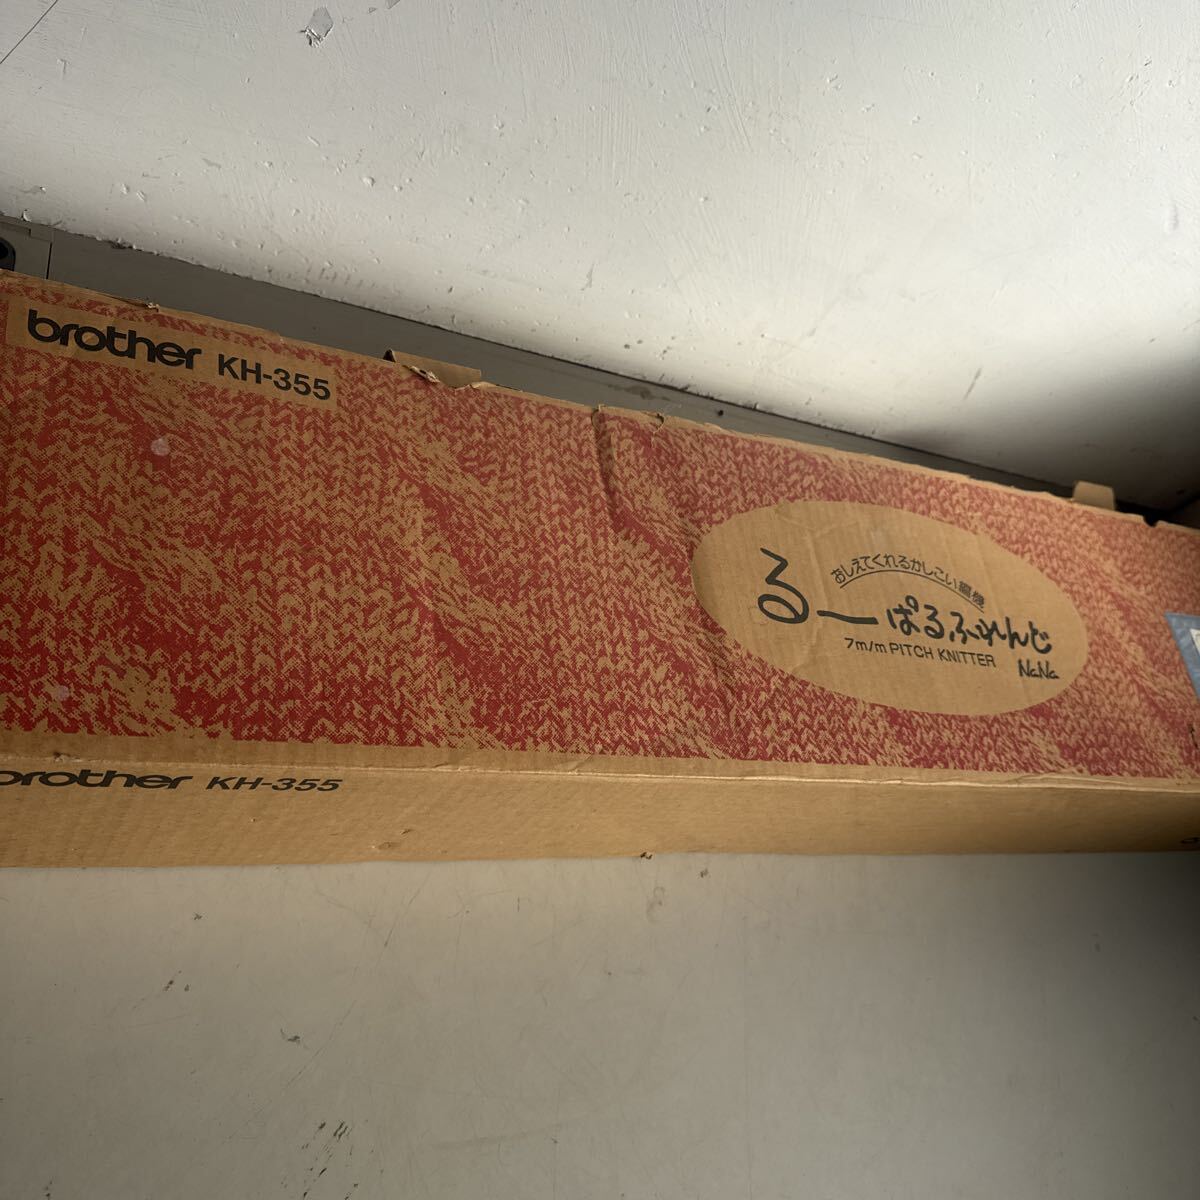 brother KH-355
おしえてくれるかしこい編機
るーぱるふれんど
7m/m PITCH KNITTER NaNa
brother KH-355